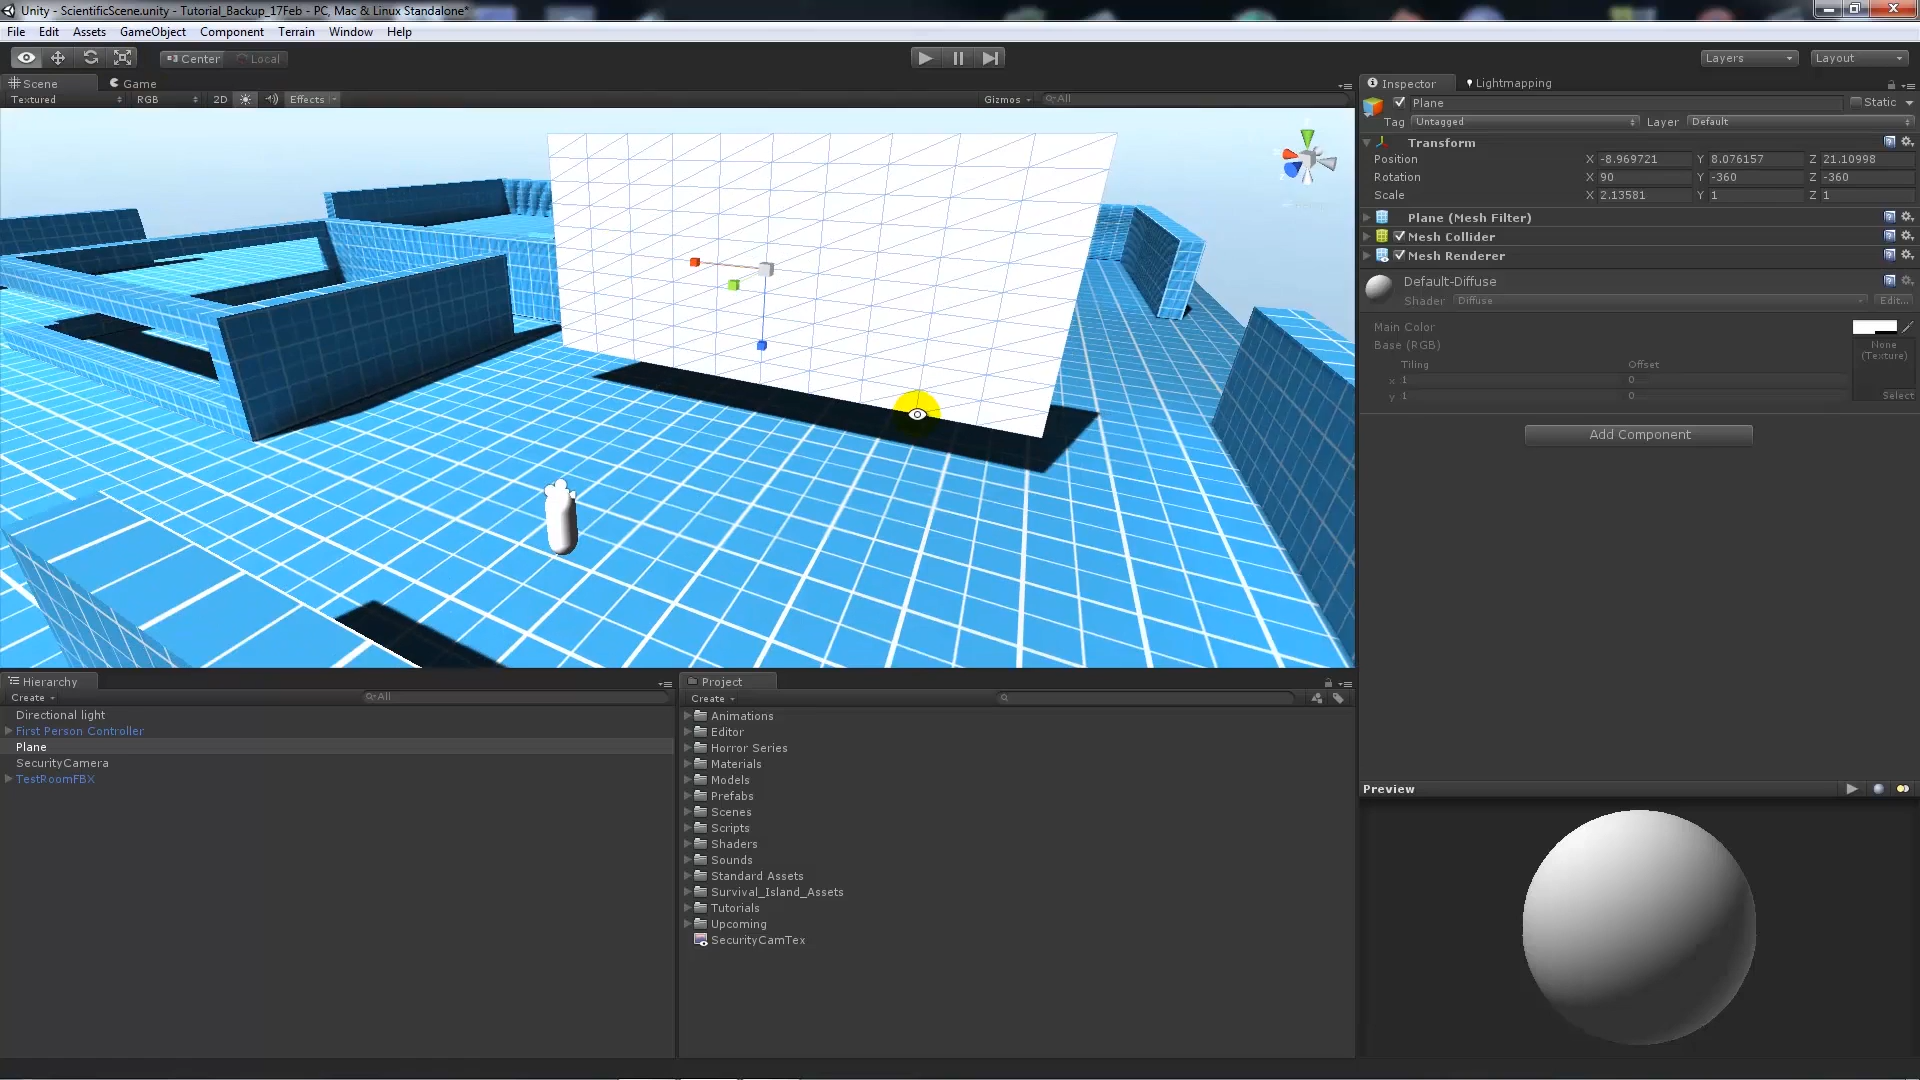 Unity - ScientificScene.unity - Tutorial_Backup_17Feb - PC, Mac & Linux Standalone*
File Edit Assets GameObject Component Terrain Window Help
Center Local Layers Layout
Scene Game
Textured RGB 2D Effects Gizmos All
Inspector Lightmapping
Plane Static
Tag Untagged Layer Default
Transform
Position X -8.969721 Y 8.076157 Z 21.10998
Rotation X 90 Y -360 Z -360
Scale X 2.13581 Y 1 Z 1
Plane (Mesh Filter)
Mesh Collider
Mesh Renderer
Default-Diffuse
Shader Diffuse Edit...
Main Color
Base (RGB) None
(Texture)
Tiling Offset
x 1 0
y 1 0 Select
Add Component
Preview
Hierarchy
Create All
Directional light
First Person Controller
Plane
SecurityCamera
TestRoomFBX
Project
Create
Animations
Editor
Horror Series
Materials
Models
Prefabs
Scenes
Scripts
Shaders
Sounds
Standard Assets
Survival_Island_Assets
Tutorials
Upcoming
SecurityCamTex